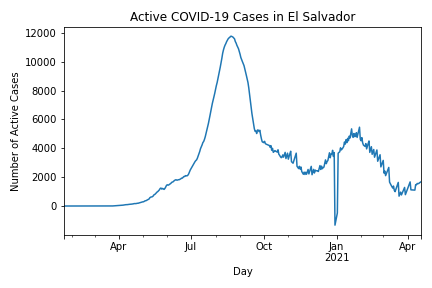 Active COVID-19 Cases in El Salvador
Number of Active Cases
12000
10000
8000
6000
4000
2000
0
Apr
Jul
Oct
Jan
2021
Apr
Day